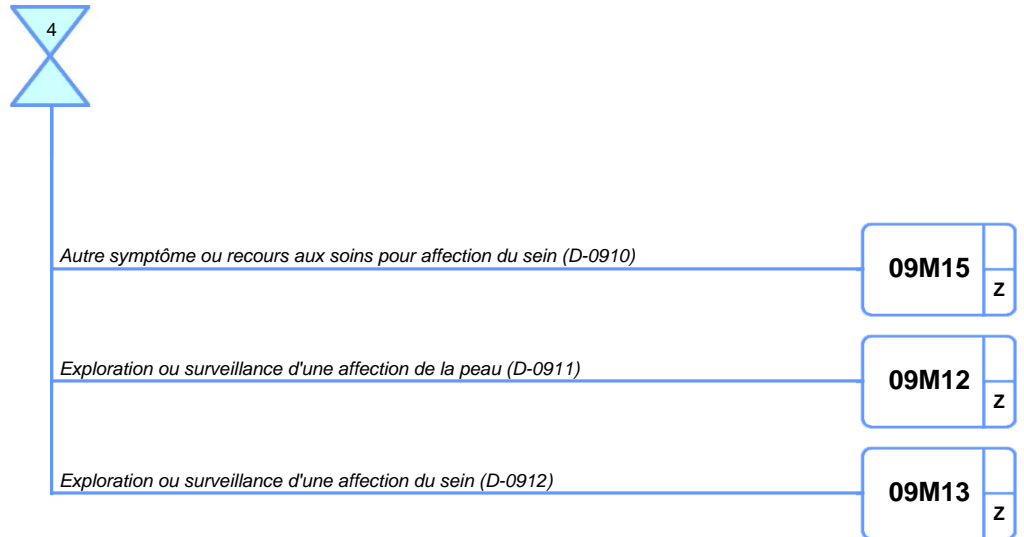 4
Autre symptôme ou recours aux soins pour affection du sein (D-0910)
09M15
Z
Exploration ou surveillance d'une affection de la peau (D-0911)
09M12
Z
Exploration ou surveillance d'une affection du sein (D-0912)
09M13
Z